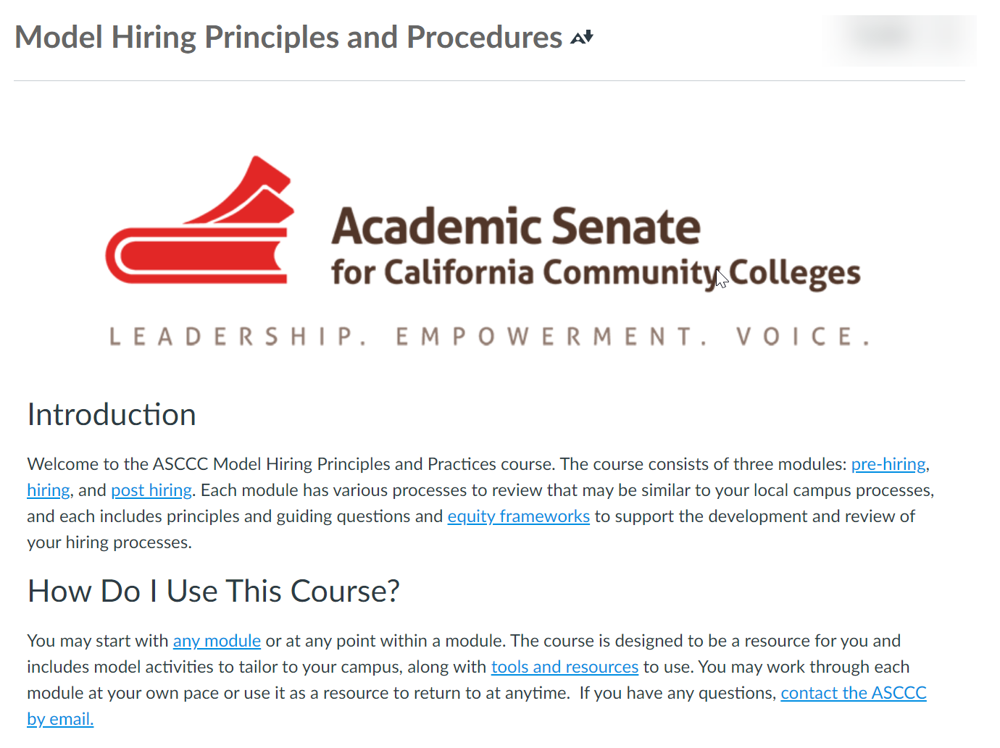 Model Hiring Principles and Procedures
Academic Senate
for California Community Colleges
LEADERSHIP. EMPOWERMENT. VOICE.
Introduction
Welcome to the ASCCC Model Hiring Principles and Practices course. The course consists of three modules: pre-hiring,
hiring, and post hiring. Each module has various processes to review that may be similar to your local campus processes,
and each includes principles and guiding questions and equity frameworks to support the development and review of
your hiring processes.
How Do I Use This Course?
You may start with any module or at any point within a module. The course is designed to be a resource for you and
includes model activities to tailor to your campus, along with tools and resources to use. You may work through each
module at your own pace or use it as a resource to return to at anytime.  If you have any questions, contact the ASCCC
by email.